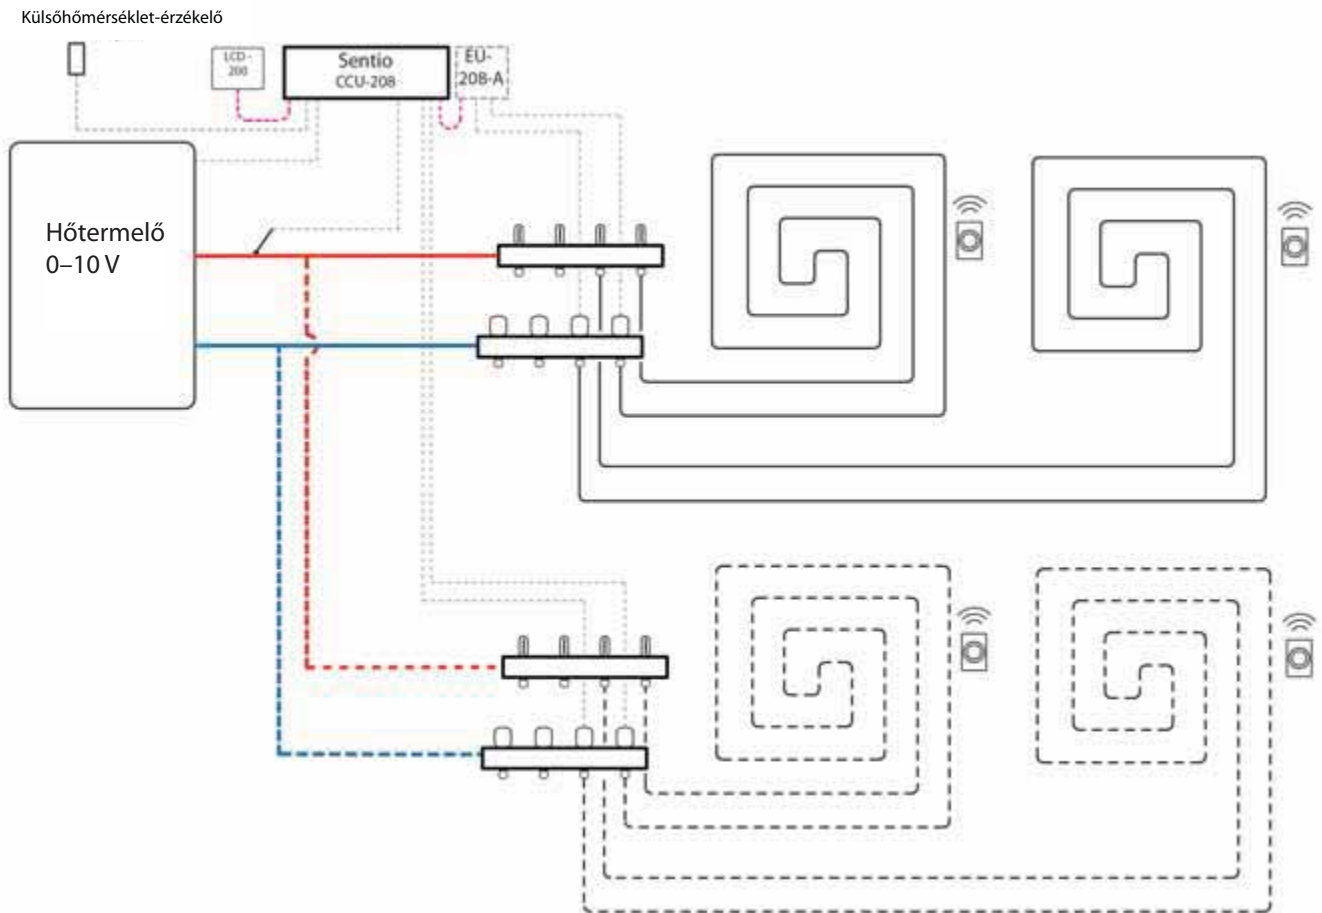 Külsőhőmérséklet-érzékelő
LCD-
200
Sentio
CCU-208
EU-
208-A
Hőtermelő
0–10 V